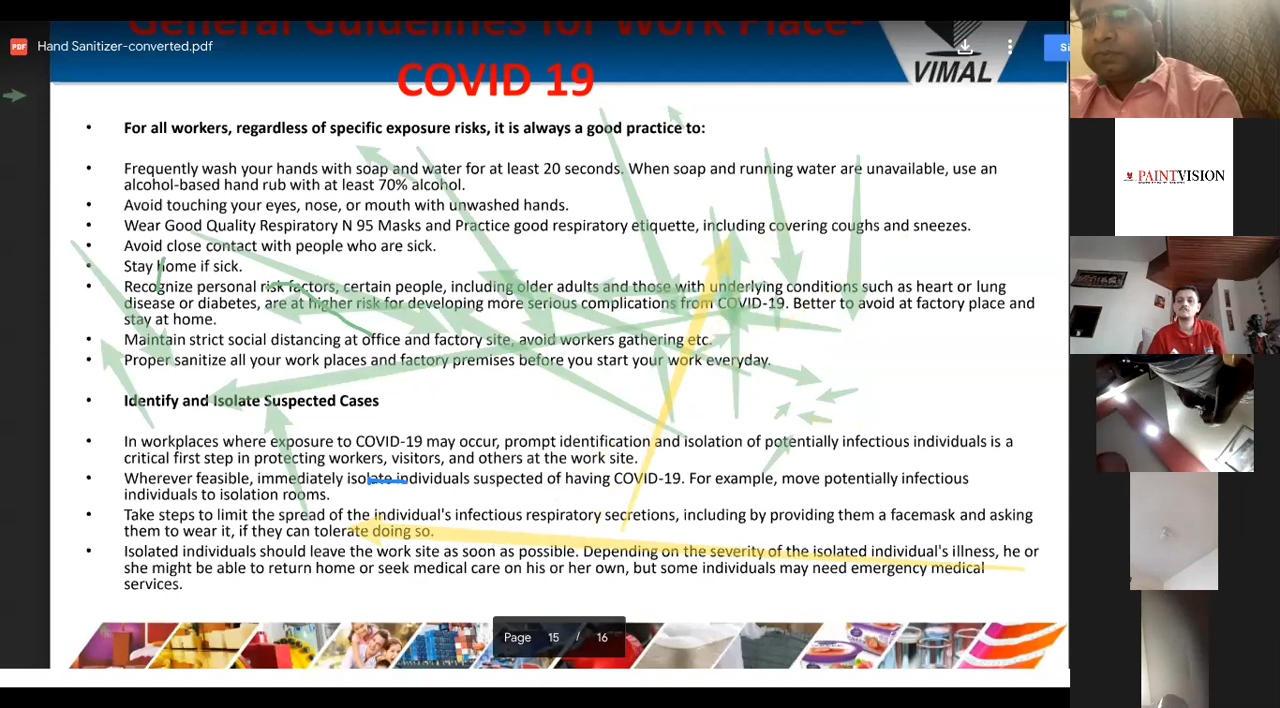 General Guidelines for Work Place-
Hand Sanitizer-converted.pdf
PDF
COVID 19
VIMAL
• For all workers, regardless of specific exposure risks, it is always a good practice to:
• Frequently wash your hands with soap and water for at least 20 seconds. When soap and running water are unavailable, use an
alcohol-based hand rub with at least 70% alcohol.
• Avoid touching your eyes, nose, or mouth with unwashed hands.
• Wear Good Quality Respiratory N 95 Masks and Practice good respiratory etiquette, including covering coughs and sneezes.
• Avoid close contact with people who are sick.
• Stay home if sick.
• Recognize personal risk factors, certain people, including older adults and those with underlying conditions such as heart or lung
disease or diabetes, are at higher risk for developing more serious complications from COVID-19. Better to avoid at factory place and
stay at home.
• Maintain strict social distancing at office and factory site, avoid workers gathering etc.
• Proper sanitize all your work places and factory premises before you start your work everyday.
• Identify and Isolate Suspected Cases
• In workplaces where exposure to COVID-19 may occur, prompt identification and isolation of potentially infectious individuals is a
critical first step in protecting workers, visitors, and others at the work site.
• Wherever feasible, immediately isolate individuals suspected of having COVID-19. For example, move potentially infectious
individuals to isolation rooms.
• Take steps to limit the spread of the individual's infectious respiratory secretions, including by providing them a facemask and asking
them to wear it, if they can tolerate doing so.
• Isolated individuals should leave the work site as soon as possible. Depending on the severity of the isolated individual's illness, he or
she might be able to return home or seek medical care on his or her own, but some individuals may need emergency medical
services.
Page 15 / 16
PAINTVISION